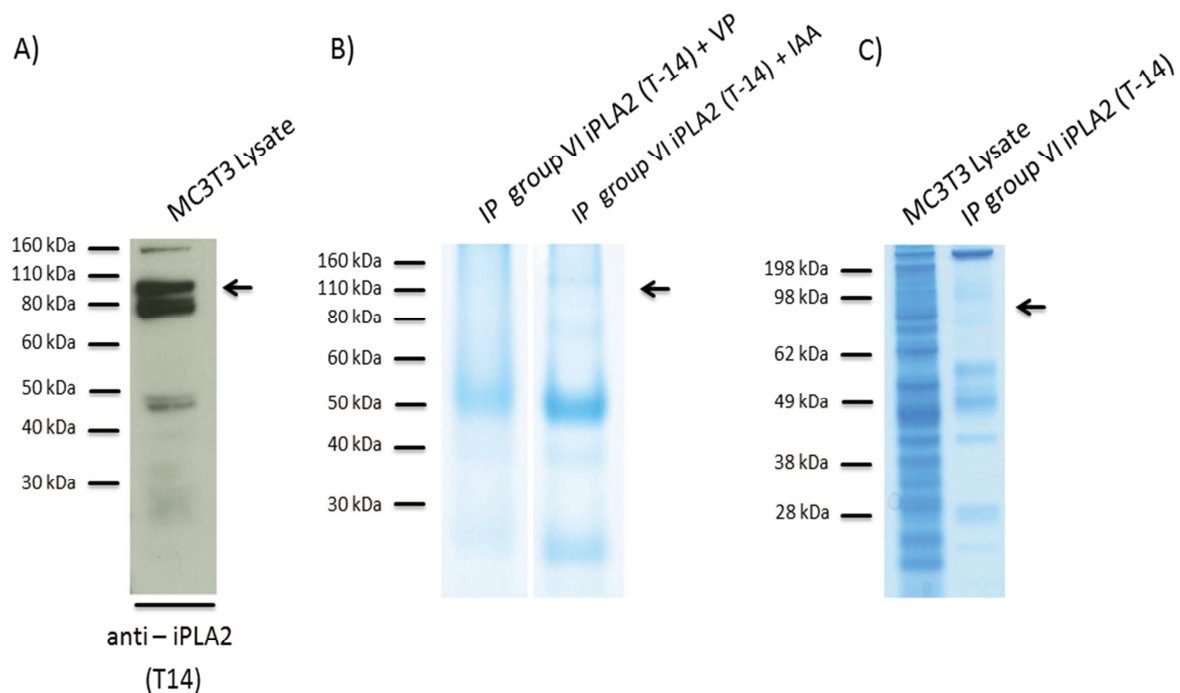 A)
MC3T3 Lysate
160 kDa
110 kDa
80 kDa
60 kDa
50 kDa
40 kDa
30 kDa
anti – iPLA2
(T14)
B)
IP group VI iPLA2 (T-14) + VP
IP group VI iPLA2 (T-14) + IAA
160 kDa
110 kDa
80 kDa
60 kDa
50 kDa
40 kDa
30 kDa
C)
MC3T3 Lysate
IP group VI iPLA2 (T-14)
198 kDa
98 kDa
62 kDa
49 kDa
38 kDa
28 kDa